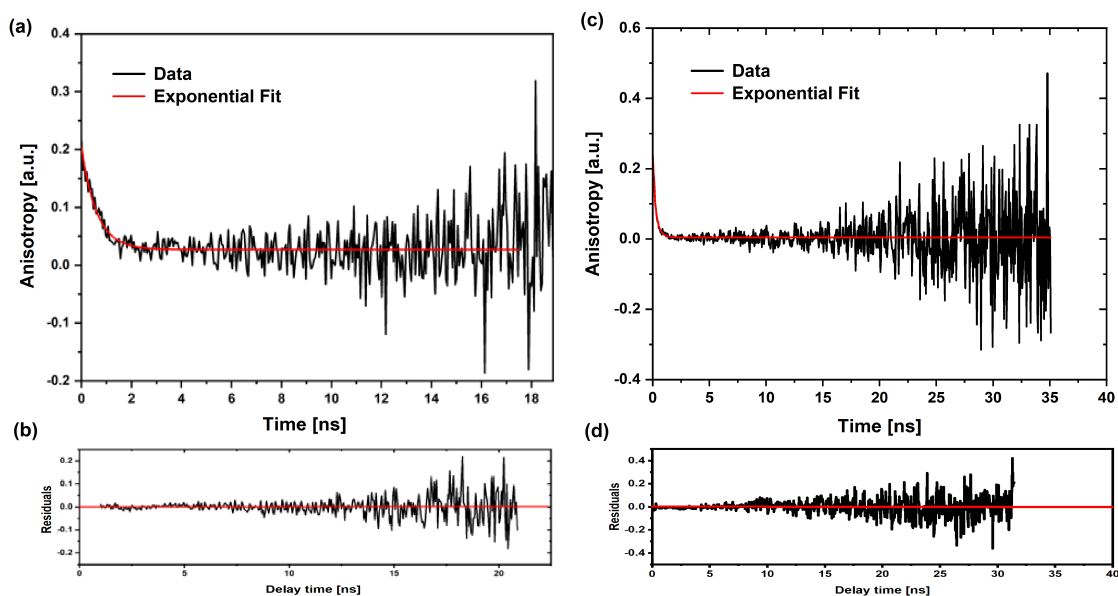 (a)
0.4
0.3
0.2
0.1
0.0
-0.1
-0.2
Anisotropy [a.u.]
Data
Exponential Fit
0 2 4 6 8 10 12 14 16 18
Time [ns]
(c)
0.6
0.4
0.2
0.0
-0.2
-0.4
Anisotropy [a.u.]
Data
Exponential Fit
0 5 10 15 20 25 30 35 40
Time [ns]
(b)
0.2
0.1
0.0
-0.1
-0.2
Residuals
0 5 10 15 20
Delay time [ns]
(d)
0.4
0.2
0.0
-0.2
-0.4
Residuals
0 5 10 15 20 25 30 35 40
Delay time [ns]